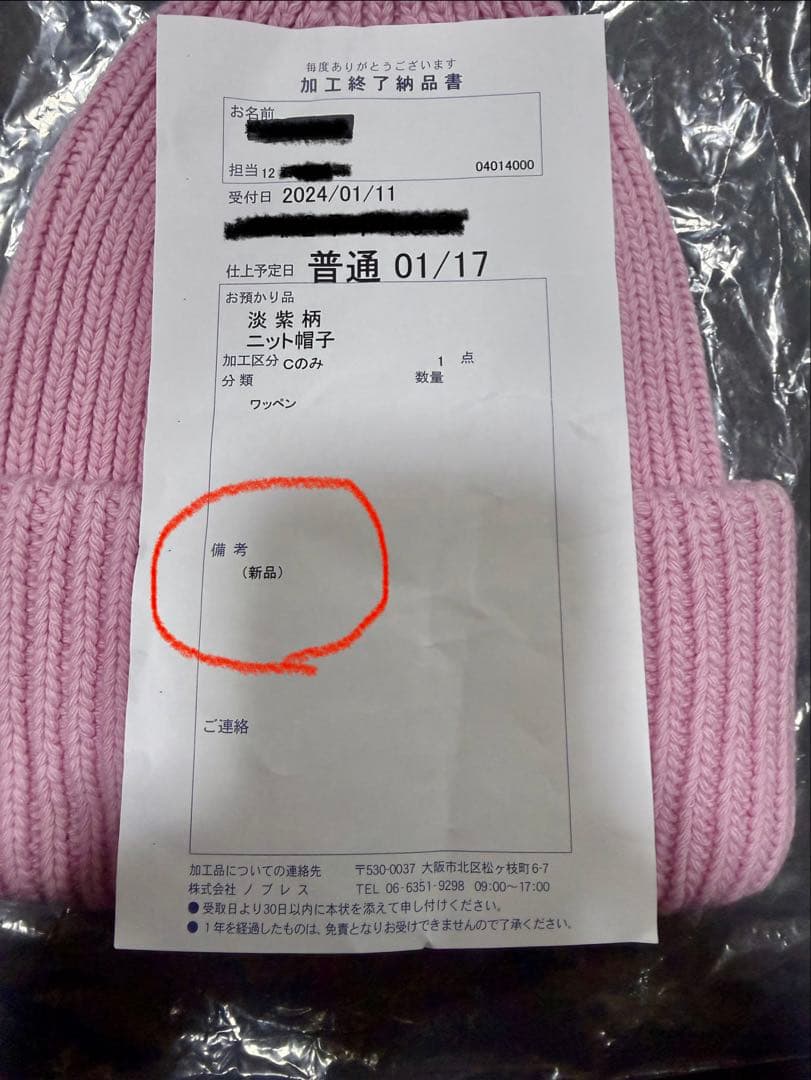 毎度ありがとうございます
加工終了納品書
お名前
担当 12
04014000
受付日 2024/01/11
仕上予定日 普通 01/17
お預かり品
淡紫柄
ニット帽子
加工区分 Cのみ 1 点
分類 数量
ワッペン
備考
(新品)
ご連絡
加工品についての連絡先 〒530-0037 大阪市北区松ヶ枝町6-7
株式会社 ノブレス TEL 06-6351-9298 09:00〜17:00
●受取日より30日以内に本状を添えて申し付けください。
●1年を経過したものは、免責となりお受けできませんので了承ください。